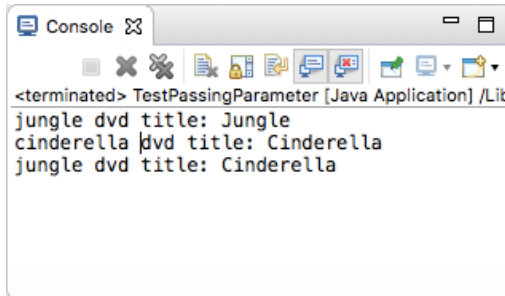 Console
<terminated> TestPassingParameter [Java Application] /Lib
jungle dvd title: Jungle
cinderella dvd title: Cinderella
jungle dvd title: Cinderella